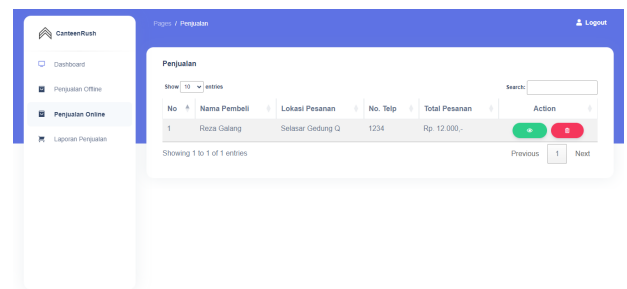 CanteenRush
Dashboard
Penjualan Offline
Penjualan Online
Laporan Penjualan
Pages / Penjualan
Logout
Penjualan
Show 10 entries
Search:
No Nama Pembeli Lokasi Pesanan No. Telp Total Pesanan Action
1 Reza Galang Selasar Gedung Q 1234 Rp. 12.000,-
Showing 1 to 1 of 1 entries
Previous 1 Next